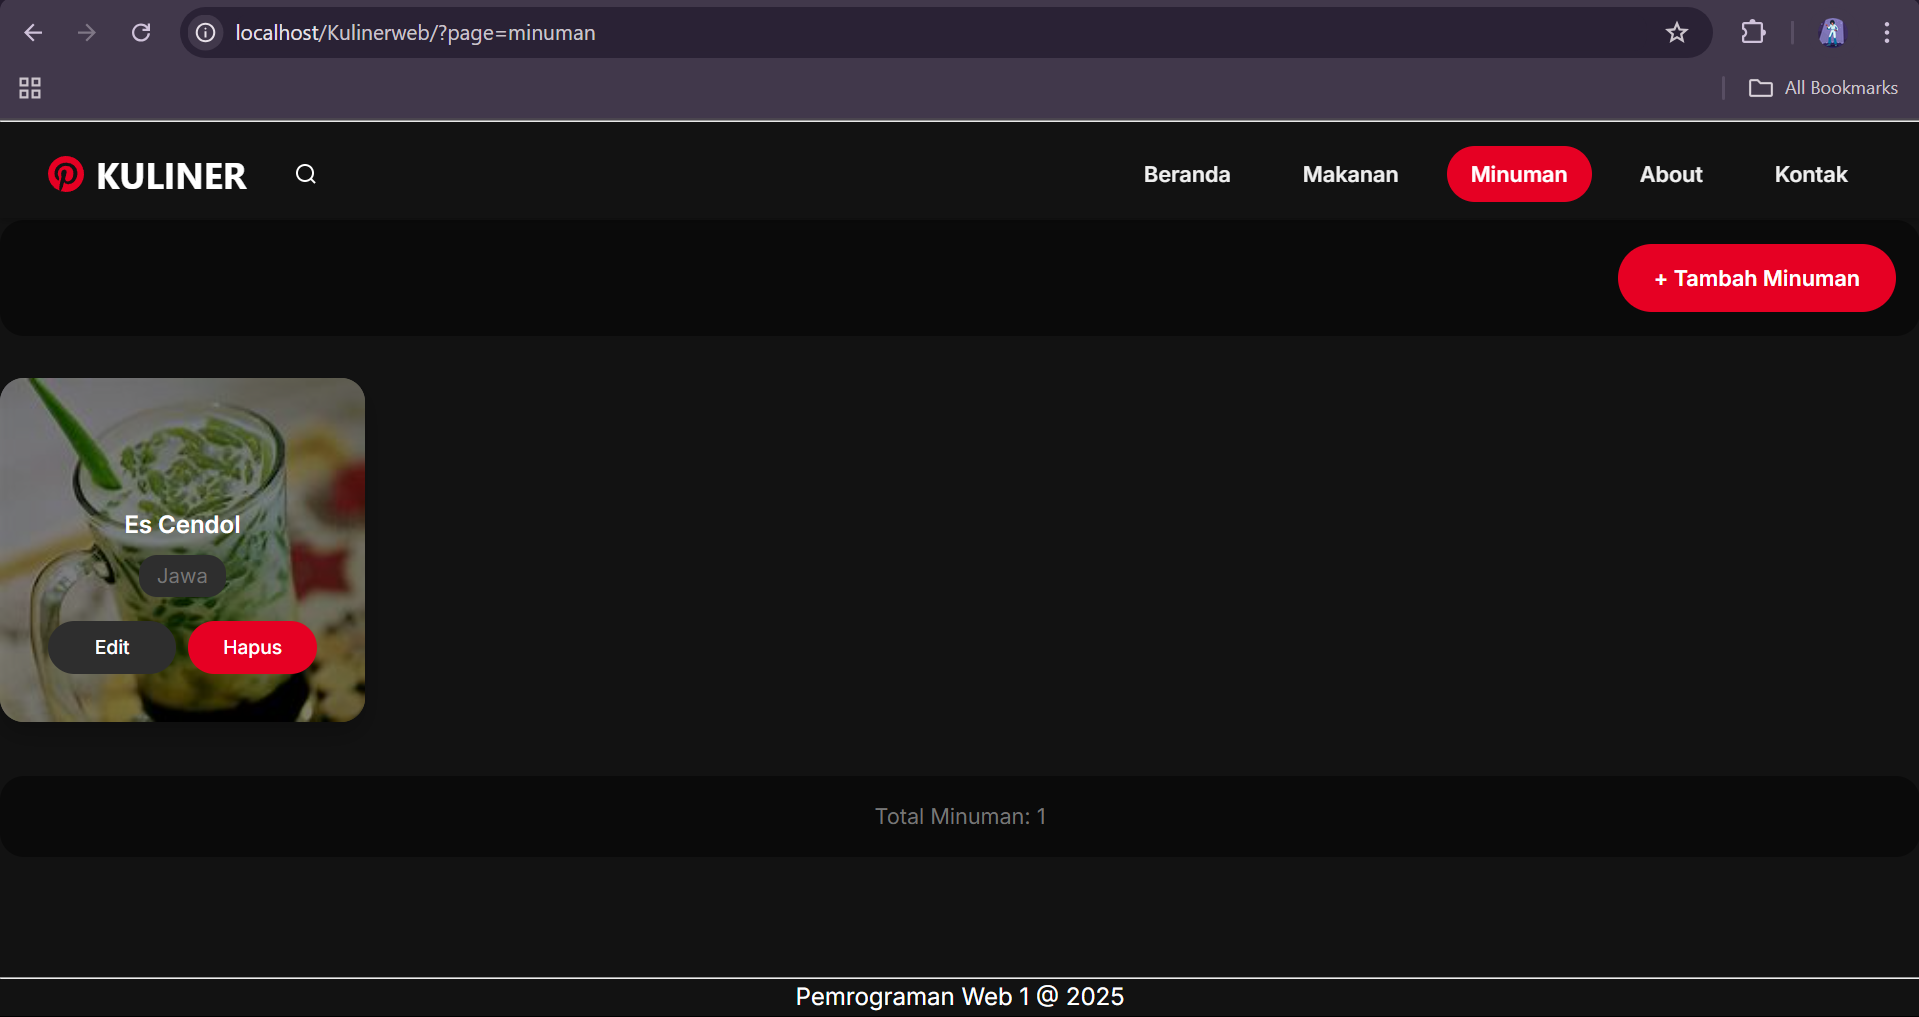 localhost/Kulinerweb/?page=minuman
All Bookmarks
KULINER
Beranda
Makanan
Minuman
About
Kontak
+ Tambah Minuman
Es Cendol
Jawa
Edit
Hapus
Total Minuman: 1
Pemrograman Web 1 @ 2025